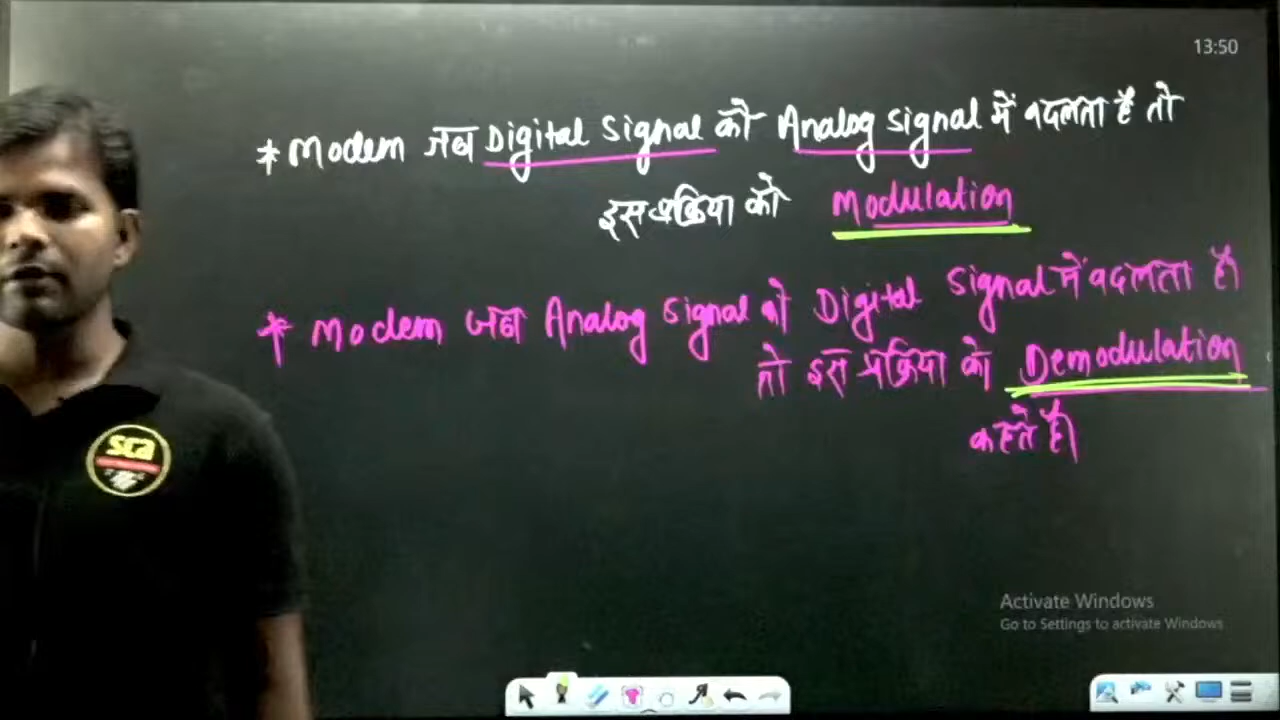 13:50
* Modem जब Digital Signal को Analog Signal में बदलता है तो
इस प्रक्रिया को Modulation
* Modem जब Analog Signal को Digital Signal में बदलता है।
तो इस प्रक्रिया को Demodulation
कहते है।
sca
Activate Windows
Go to Settings to activate Windows